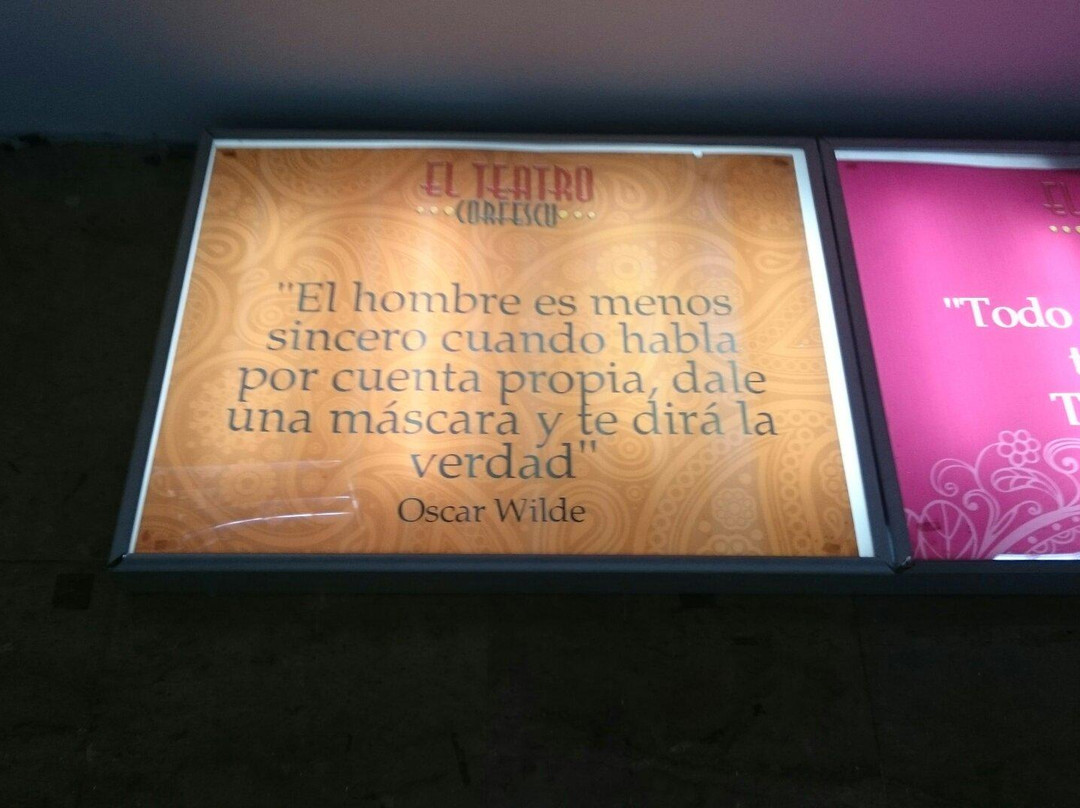 EL TEATRO
CORFESCU
"El hombre es menos
sincero cuando habla
por cuenta propia, dale
una máscara y te dirá la
verdad"
Oscar Wilde
"Todo